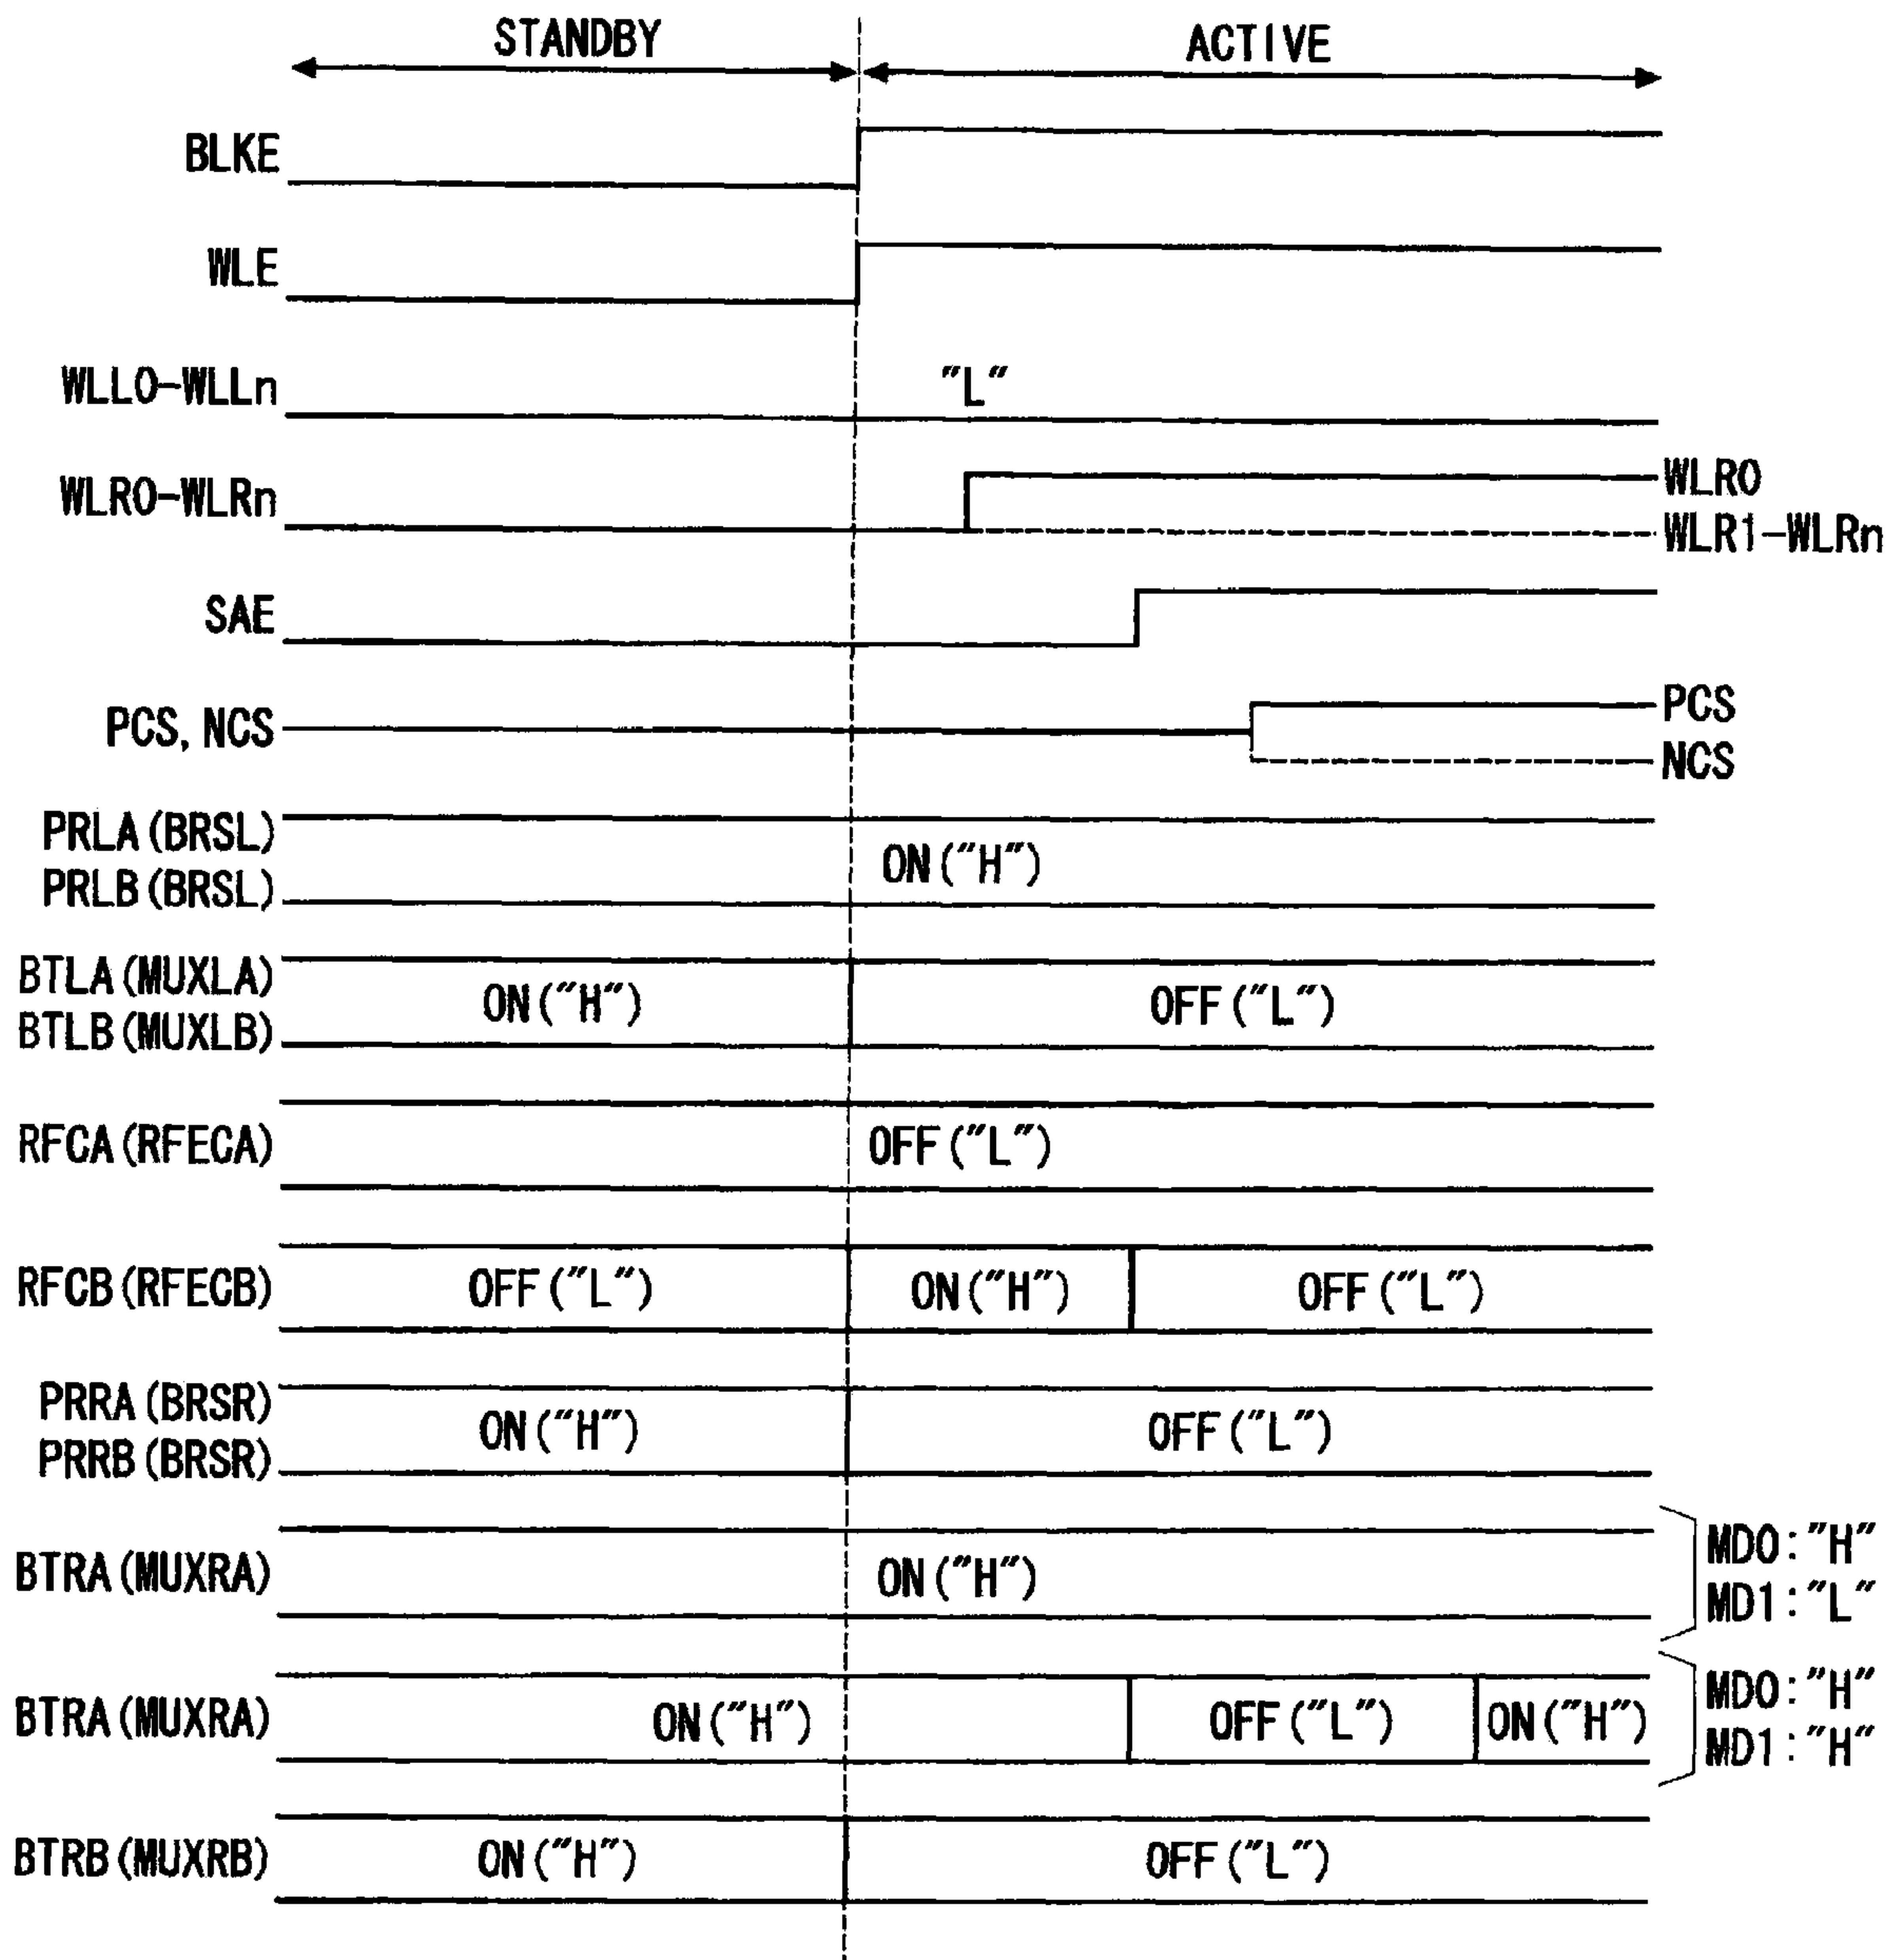 STANDBY ACTIVE
BLKE
WLE
WLL0-WLLn "L"
WLR0-WLRn WLR0
WLR1-WLRn
SAE
PCS, NCS PCS
NCS
PRLA(BRSL)
PRLB(BRSL) ON("H")
BTLA(MUXLA)
BTLB(MUXLB) ON("H") OFF("L")
RFCA(RFECA) OFF("L")
RFCB(RFECB) OFF("L") ON("H") OFF("L")
PRRA(BRSR)
PRRB(BRSR) ON("H") OFF("L")
BTRA(MUXRA) ON("H") MD0:"H"
MD1:"L"
BTRA(MUXRA) ON("H") OFF("L") ON("H") MD0:"H"
MD1:"H"
BTRB(MUXRB) ON("H") OFF("L")